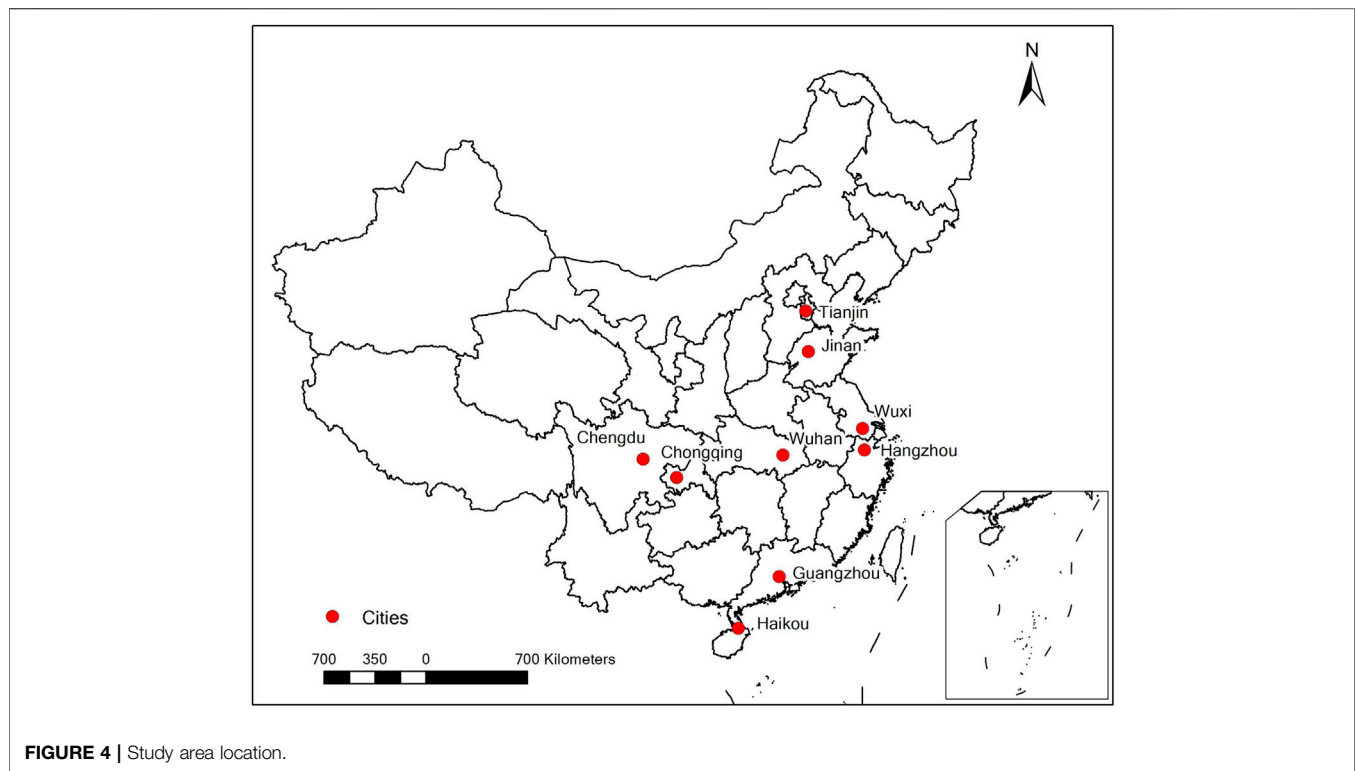 N
Tianjin
Jinan
Wuxi
Chengdu
Wuhan
Hangzhou
Chongqing
Guangzhou
Cities
Haikou
700 350 0 700 Kilometers
FIGURE 4 | Study area location.